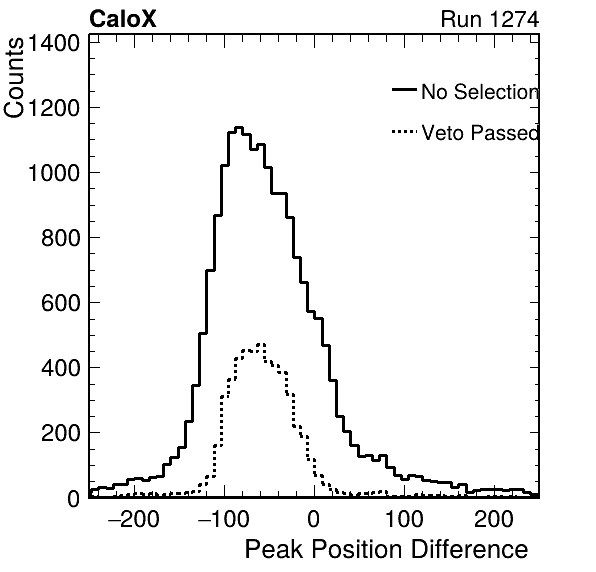 CaloX Run 1274
Counts
1400
1200
1000
800
600
400
200
0
No Selection
Veto Passed
−200 −100 0 100 200
Peak Position Difference